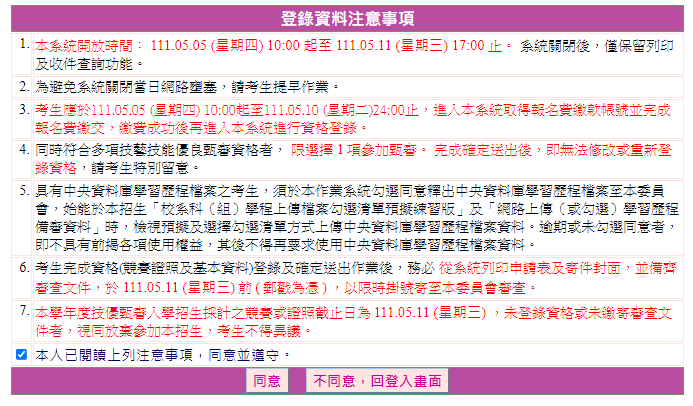 登錄資料注意事項
1. 本系統開放時間： 111.05.05 (星期四) 10:00 起至 111.05.11 (星期三) 17:00 止。 系統關閉後，僅保留列印
及收件查詢功能。
2. 為避免系統關閉當日網路壅塞，請考生提早作業。
3. 考生應於111.05.05 (星期四) 10:00起至111.05.10 (星期二)24:00止，進入本系統取得報名費繳款帳號並完成
報名費繳交，繳費成功後再進入本系統進行資格登錄。
4. 同時符合多項技藝技能優良甄審資格者， 限選擇 1 項參加甄審。 完成確定送出後，即無法修改或重新登
錄資格，請考生特別留意。
5. 具有中央資料庫學習歷程檔案之考生，須於本作業系統勾選同意釋出中央資料庫學習歷程檔案至本委員
會，始能於本招生「校系科（組）學程上傳檔案勾選清單預擬練習版」及「網路上傳（或勾選）學習歷程
備審資料」時，檢視預擬及選擇勾選清單方式上傳中央資料庫學習歷程檔案資料。逾期或未勾選同意者，
即不具有前揭各項使用權益，其後不得再要求使用中央資料庫學習歷程檔案資料。
6. 考生完成資格(競賽證照及基本資料)登錄及確定送出作業後，務必 從系統列印申請表及寄件封面，並備齊
審查文件，於 111.05.11 (星期三) 前 ( 郵戳為憑 ) ，以限時掛號寄至本委員會審查。
7. 本學年度技優甄審入學招生採計之競賽或證照截止日為 111.05.11 (星期三) ，未登錄資格或未繳寄審查文
件者，視同放棄參加本招生，考生不得異議。
本人已閱讀上列注意事項，同意並遵守。
同意 不同意，回登入畫面